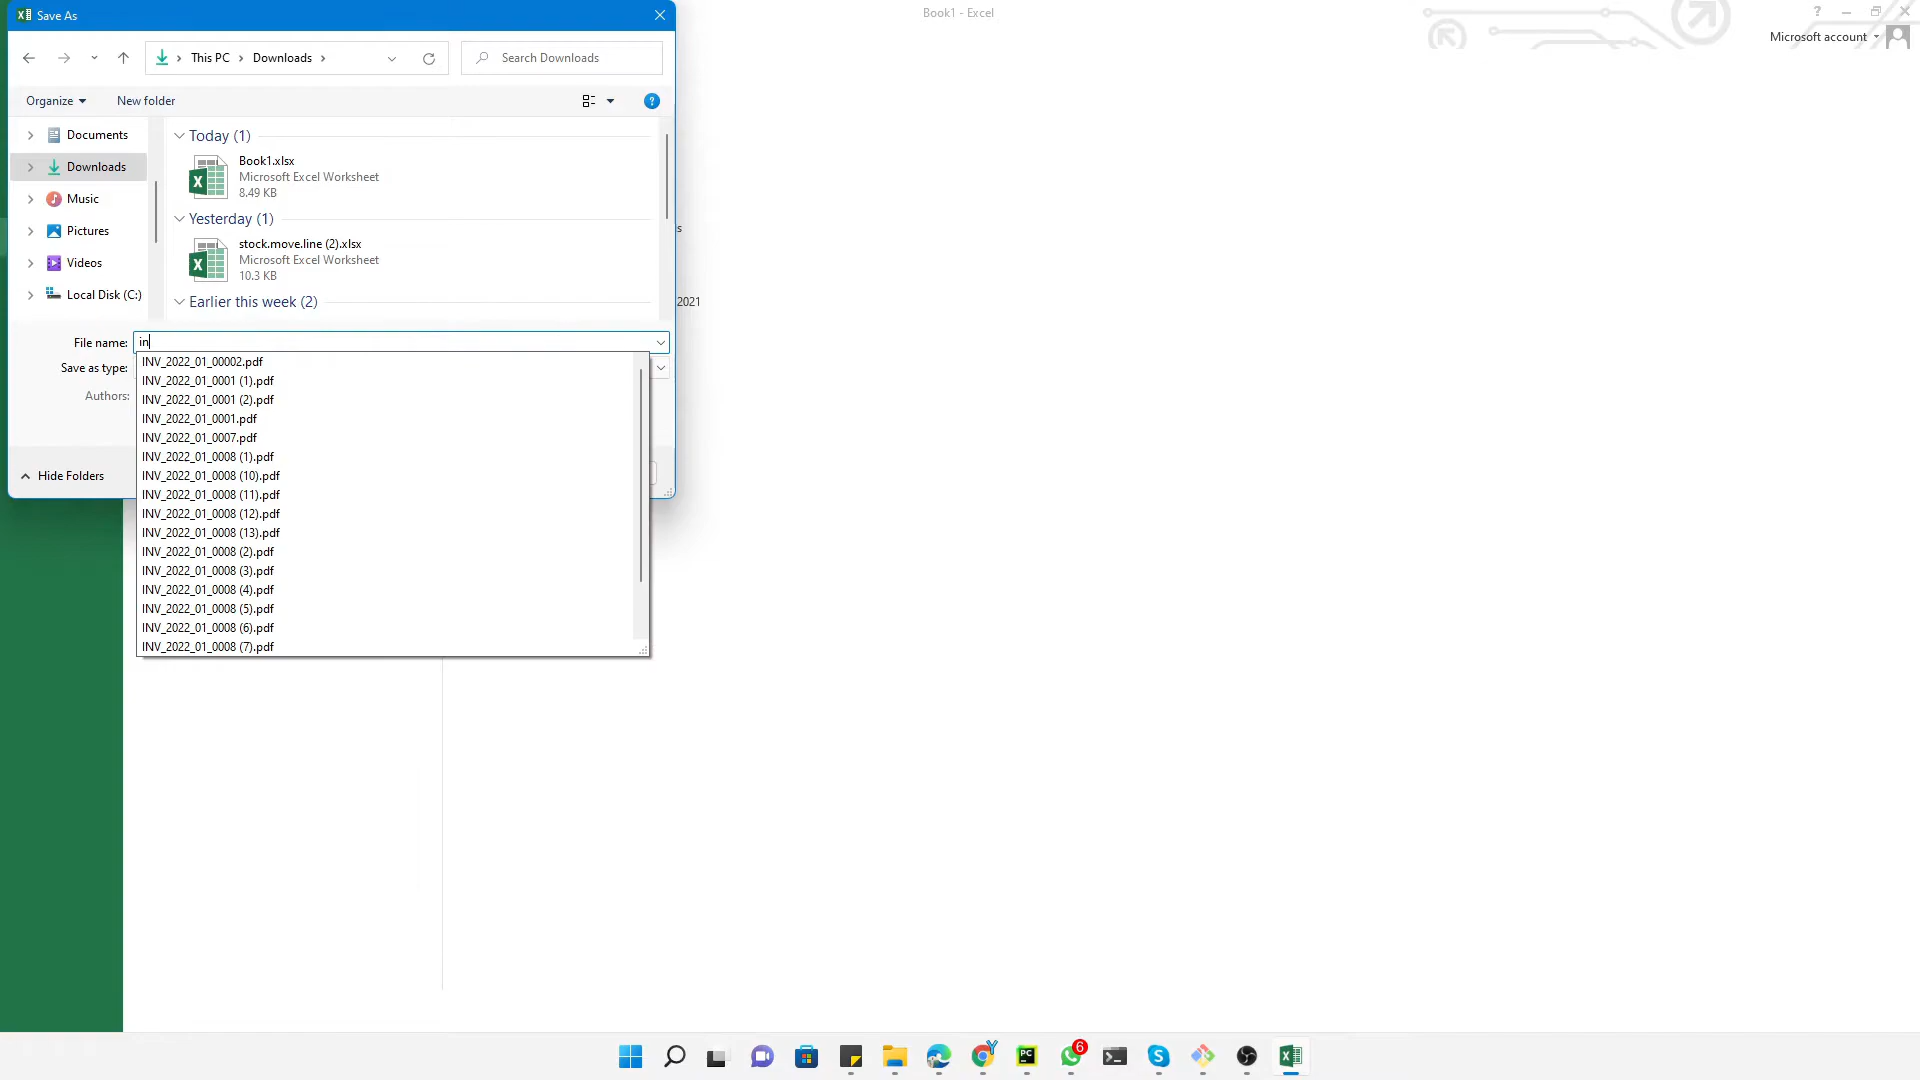 Save As
Book1 - Excel
Microsoft account
This PC
Downloads
Search Downloads
Organize
New folder
Documents
Downloads
Music
Pictures
Videos
Local Disk (C:)
Today (1)
Book1.xlsx
Microsoft Excel Worksheet
8.49 KB
Yesterday (1)
stock.move.line (2).xlsx
Microsoft Excel Worksheet
10.3 KB
Earlier this week (2)
s
2021
File name:
in
Save as type:
Authors:
Hide Folders
INV_2022_01_00002.pdf
INV_2022_01_0001 (1).pdf
INV_2022_01_0001 (2).pdf
INV_2022_01_0001.pdf
INV_2022_01_0007.pdf
INV_2022_01_0008 (1).pdf
INV_2022_01_0008 (10).pdf
INV_2022_01_0008 (11).pdf
INV_2022_01_0008 (12).pdf
INV_2022_01_0008 (13).pdf
INV_2022_01_0008 (2).pdf
INV_2022_01_0008 (3).pdf
INV_2022_01_0008 (4).pdf
INV_2022_01_0008 (5).pdf
INV_2022_01_0008 (6).pdf
INV_2022_01_0008 (7).pdf
PC
6